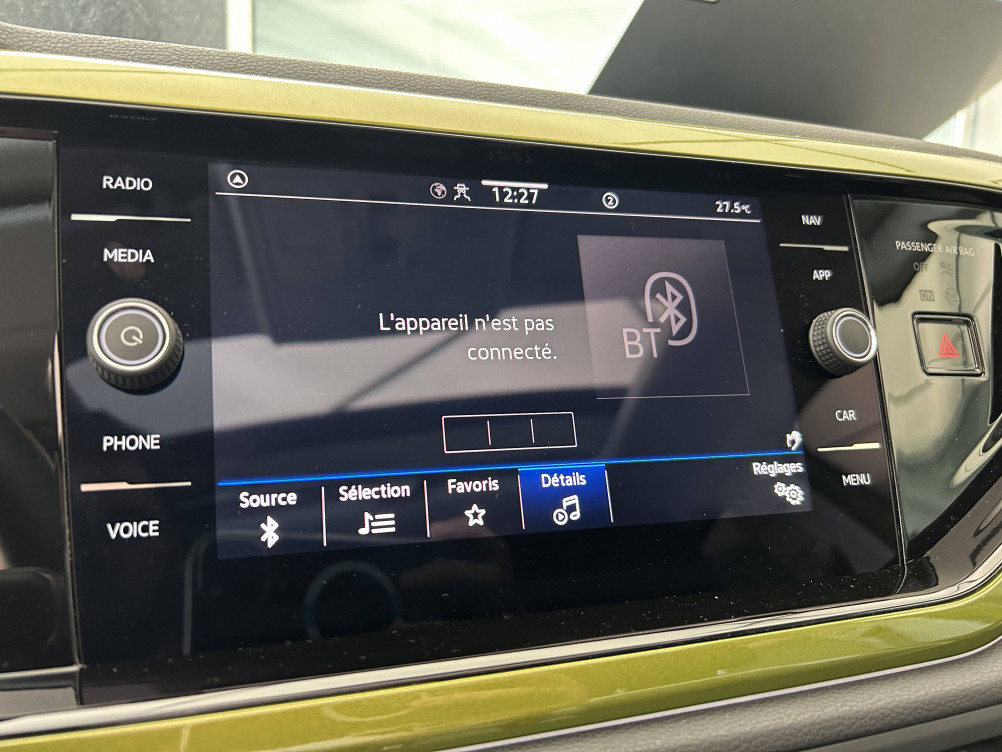 RADIO
MEDIA
PHONE
VOICE
12:27
2
27.5°C
L'appareil n'est pas
connecté.
BT
Source
Sélection
Favoris
Détails
Réglages
NAV
APP
CAR
MENU
PASSENGER AIR BAG
OFF
ON